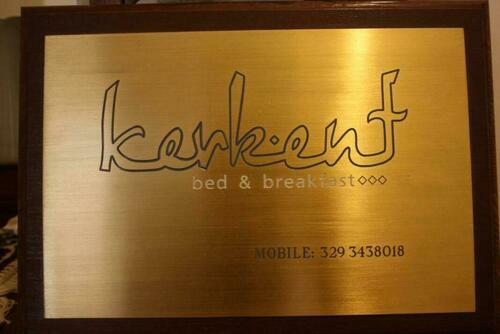 kerkent
bed & breakfast◇◇◇
MOBILE: 329 3438018